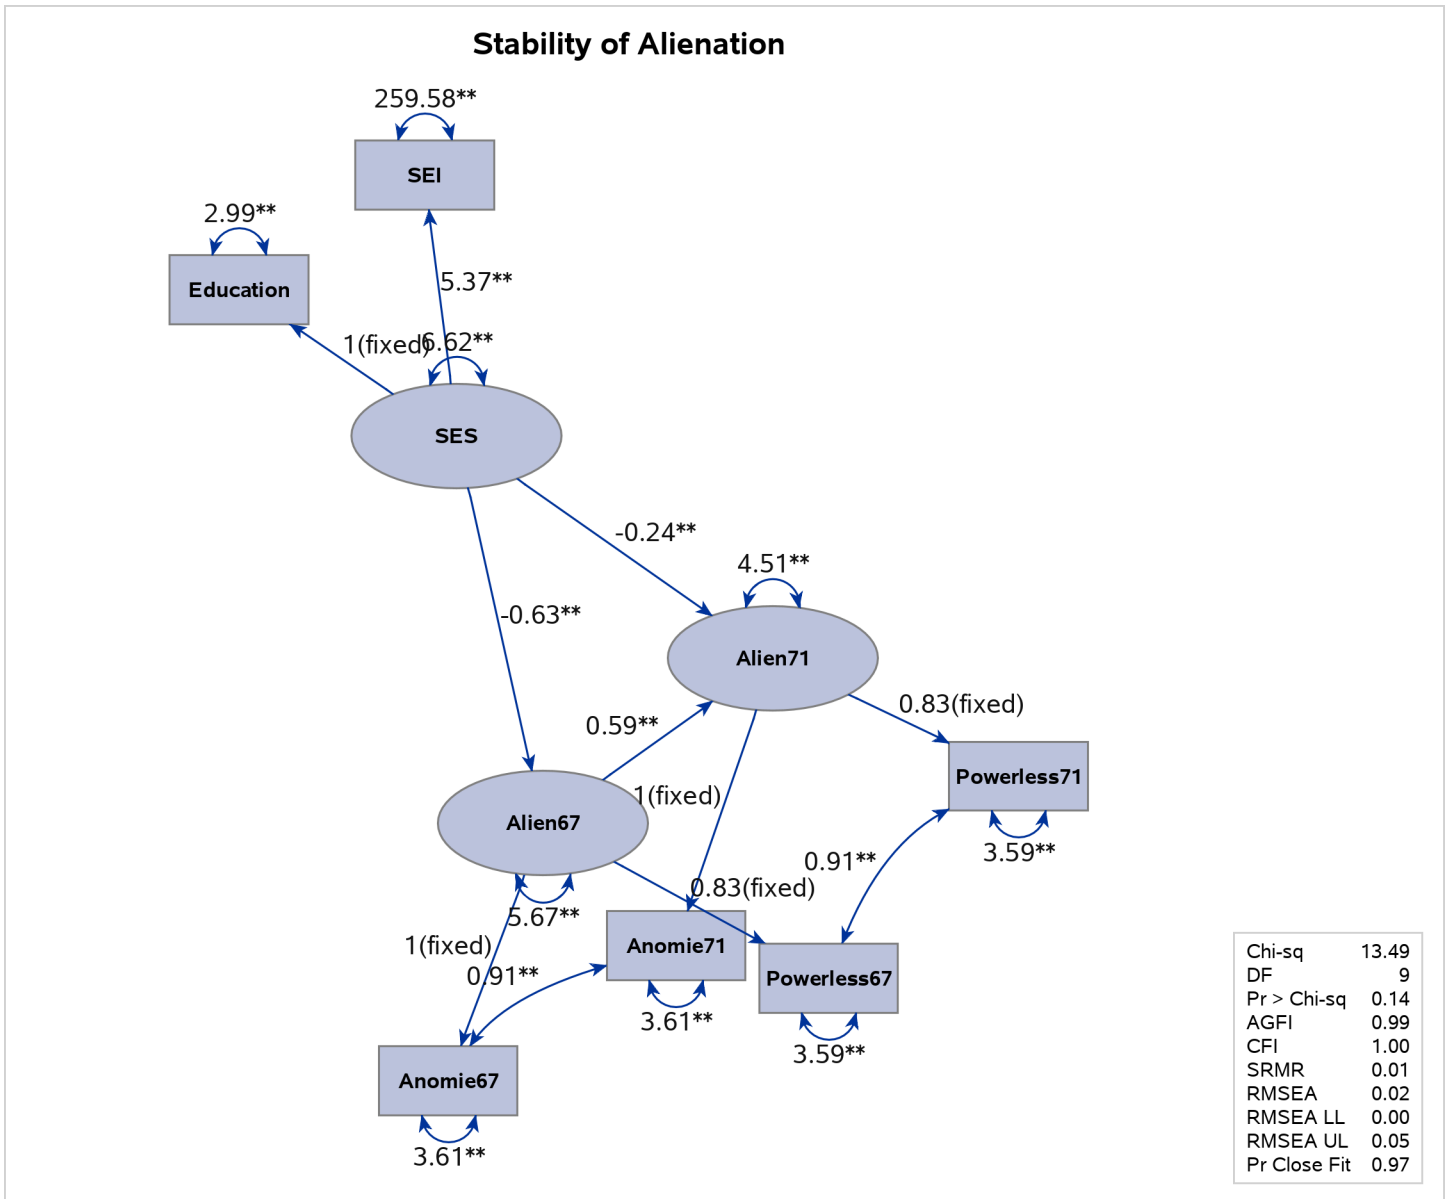 Stability of Alienation
259.58**
SEI
2.99**
Education
5.37**
1(fixed)
6.62**
SES
-0.24**
4.51**
-0.63**
Alien71
0.83(fixed)
0.59**
Powerless71
1(fixed)
Alien67
3.59**
0.91**
0.83(fixed)
5.67**
1(fixed)
Anomie71
0.91**
Powerless67
3.61**
3.59**
Anomie67
3.61**
Chi-sq 13.49
DF 9
Pr > Chi-sq 0.14
AGFI 0.99
CFI 1.00
SRMR 0.01
RMSEA 0.02
RMSEA LL 0.00
RMSEA UL 0.05
Pr Close Fit 0.97